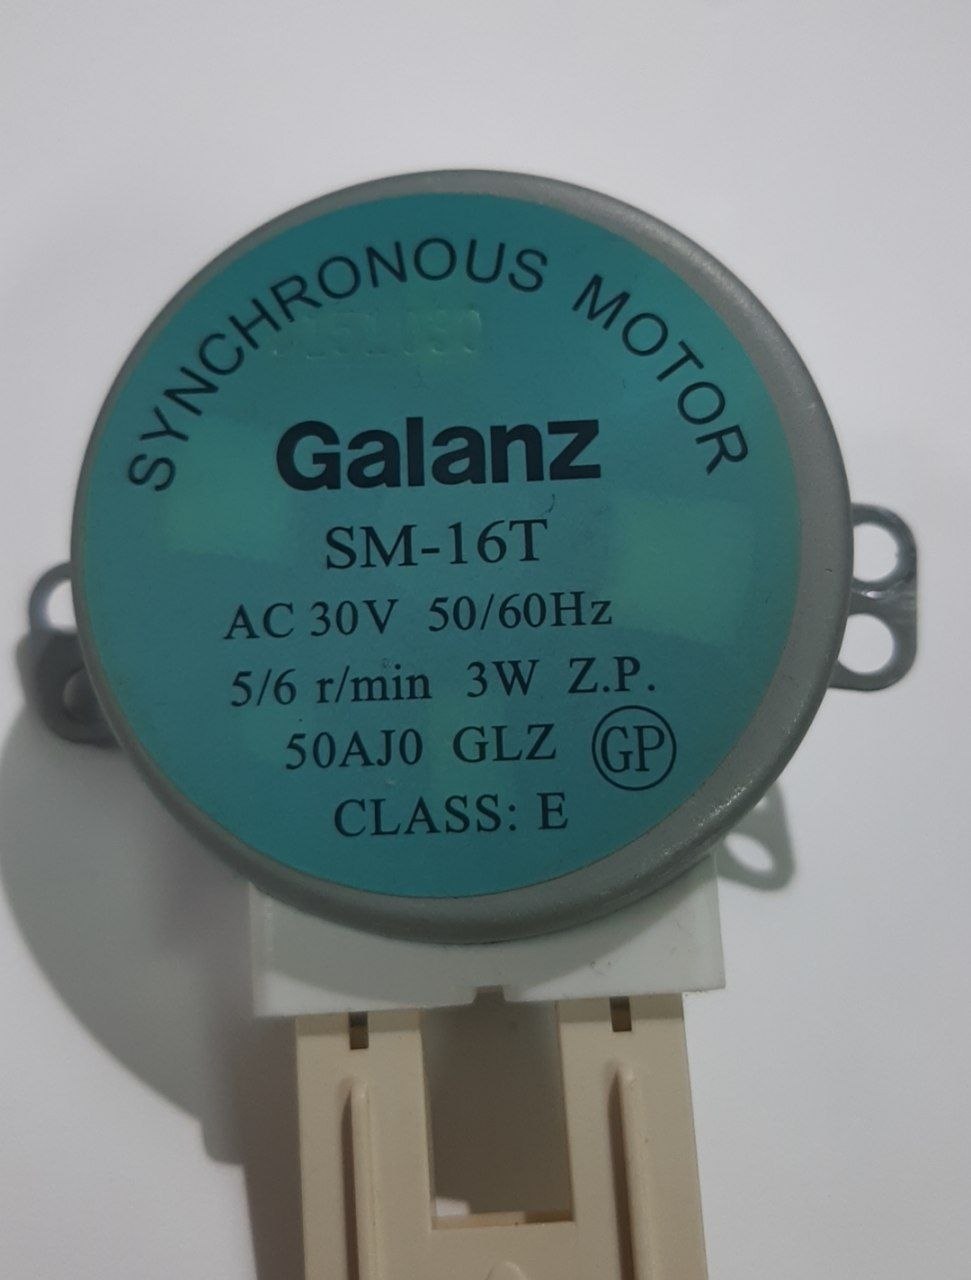 SYNCHRONOUS MOTOR
Galanz
SM-16T
AC 30V 50/60Hz
5/6 r/min 3W Z.P.
50AJ0 GLZ GP
CLASS: E